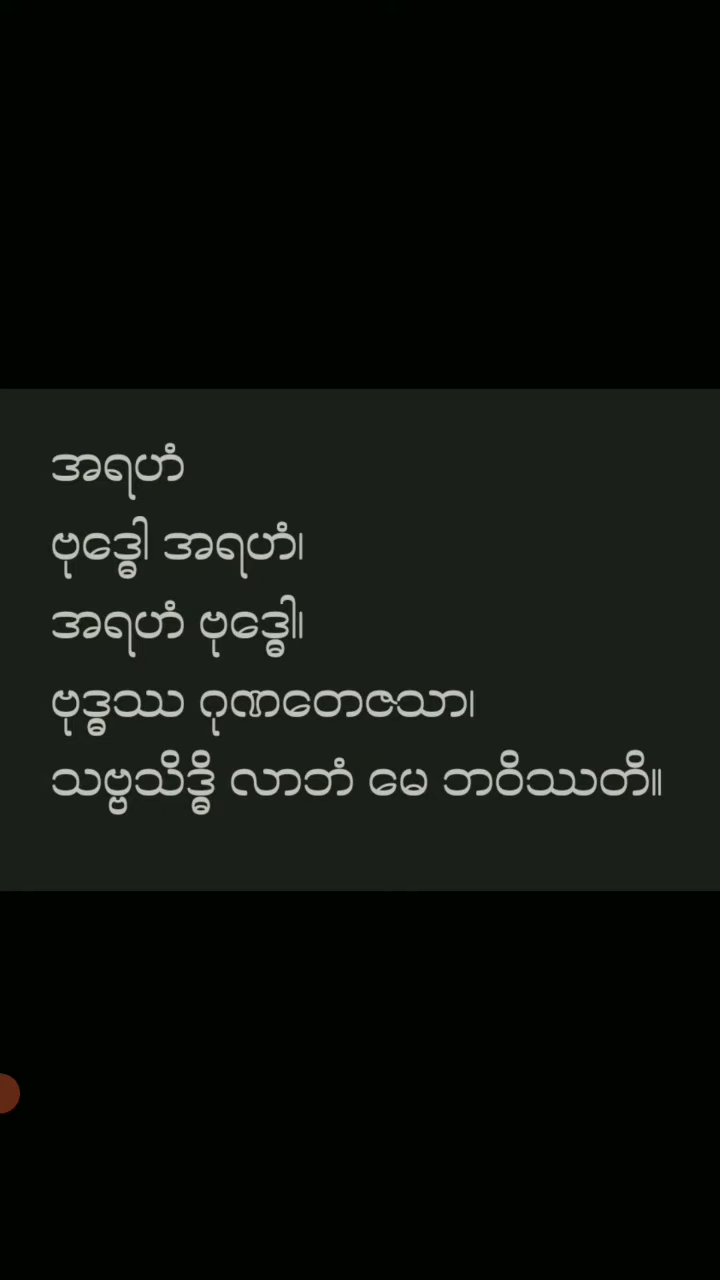 အရဟံ
ဗုဒ္ဓေါ အရဟံ၊
အရဟံ ဗုဒ္ဓေါ၊
ဗုဒ္ဓဿ ဂုဏတေဇသာ၊
သဗ္ဗသိဒ္ဓိ လာဘံ မေ ဘဝိဿတိ။